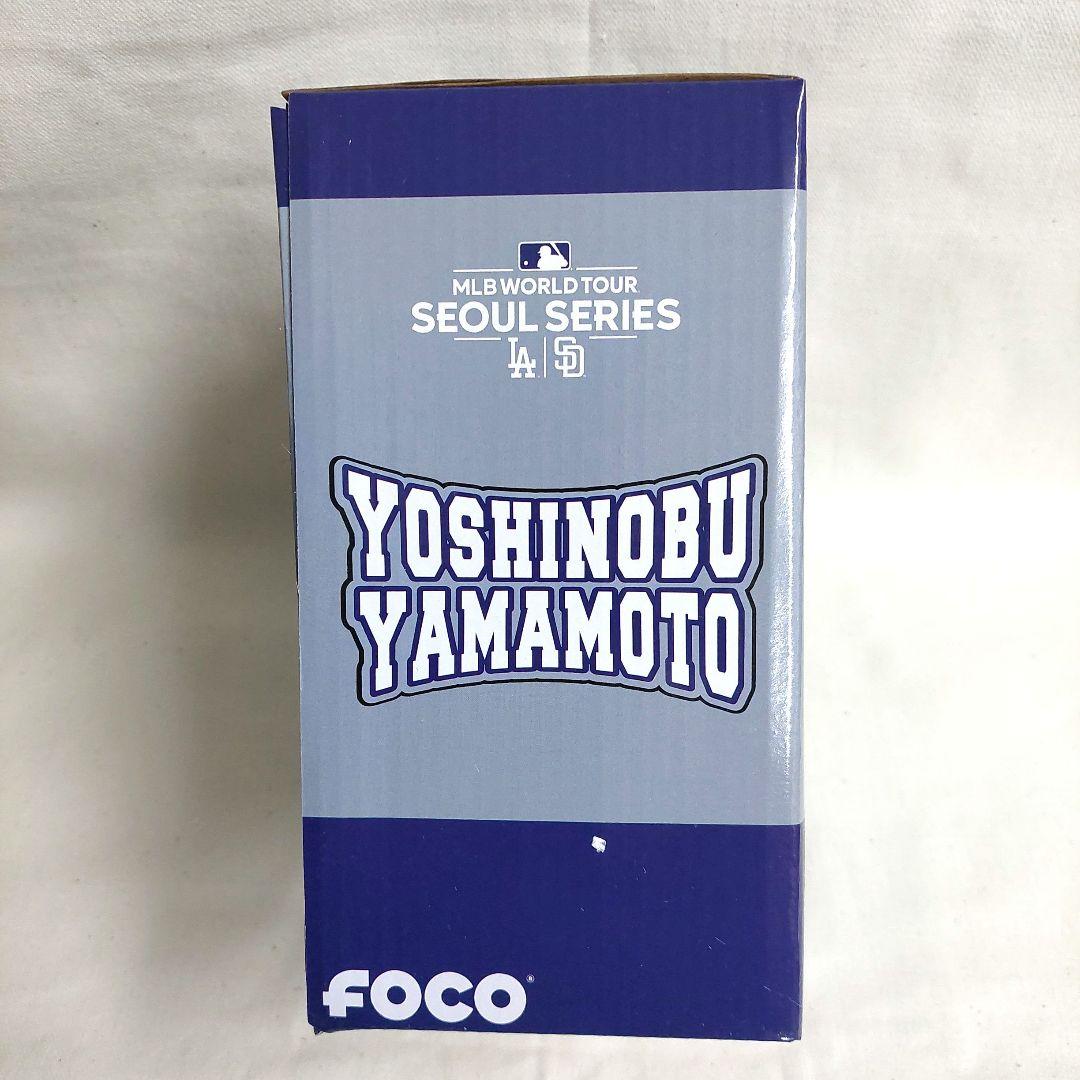 MLB WORLD TOUR
SEOUL SERIES
LA SD
YOSHINOBU
YAMAMOTO
FOCO®